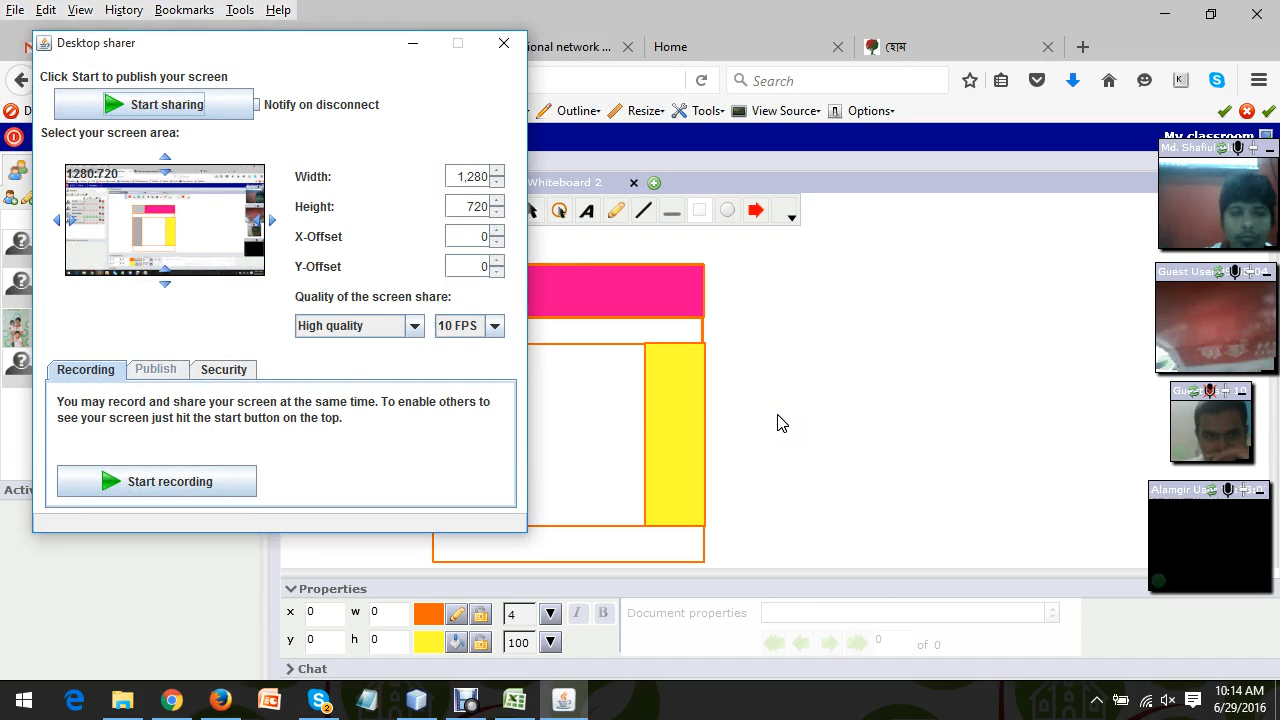 File Edit View History Bookmarks Tools Help
Desktop sharer
ional network ...
Home
হোম
Click Start to publish your screen
Search
Start sharing
Notify on disconnect
Outline
Resize
Tools
View Source
Options
Select your screen area:
My classroom
Md. Shafiul
1280:720
Width: 1,280
Whiteboard 2
Height: 720
A
X-Offset 0
Y-Offset 0
Guest User
Quality of the screen share:
High quality
10 FPS
Recording Publish Security
You may record and share your screen at the same time. To enable others to
see your screen just hit the start button on the top.
Start recording
Alamgir
Properties
x 0 w 0
4
I B
Document properties
y 0 h 0
100
0 of 0
Chat
2
10:14 AM
6/29/2016